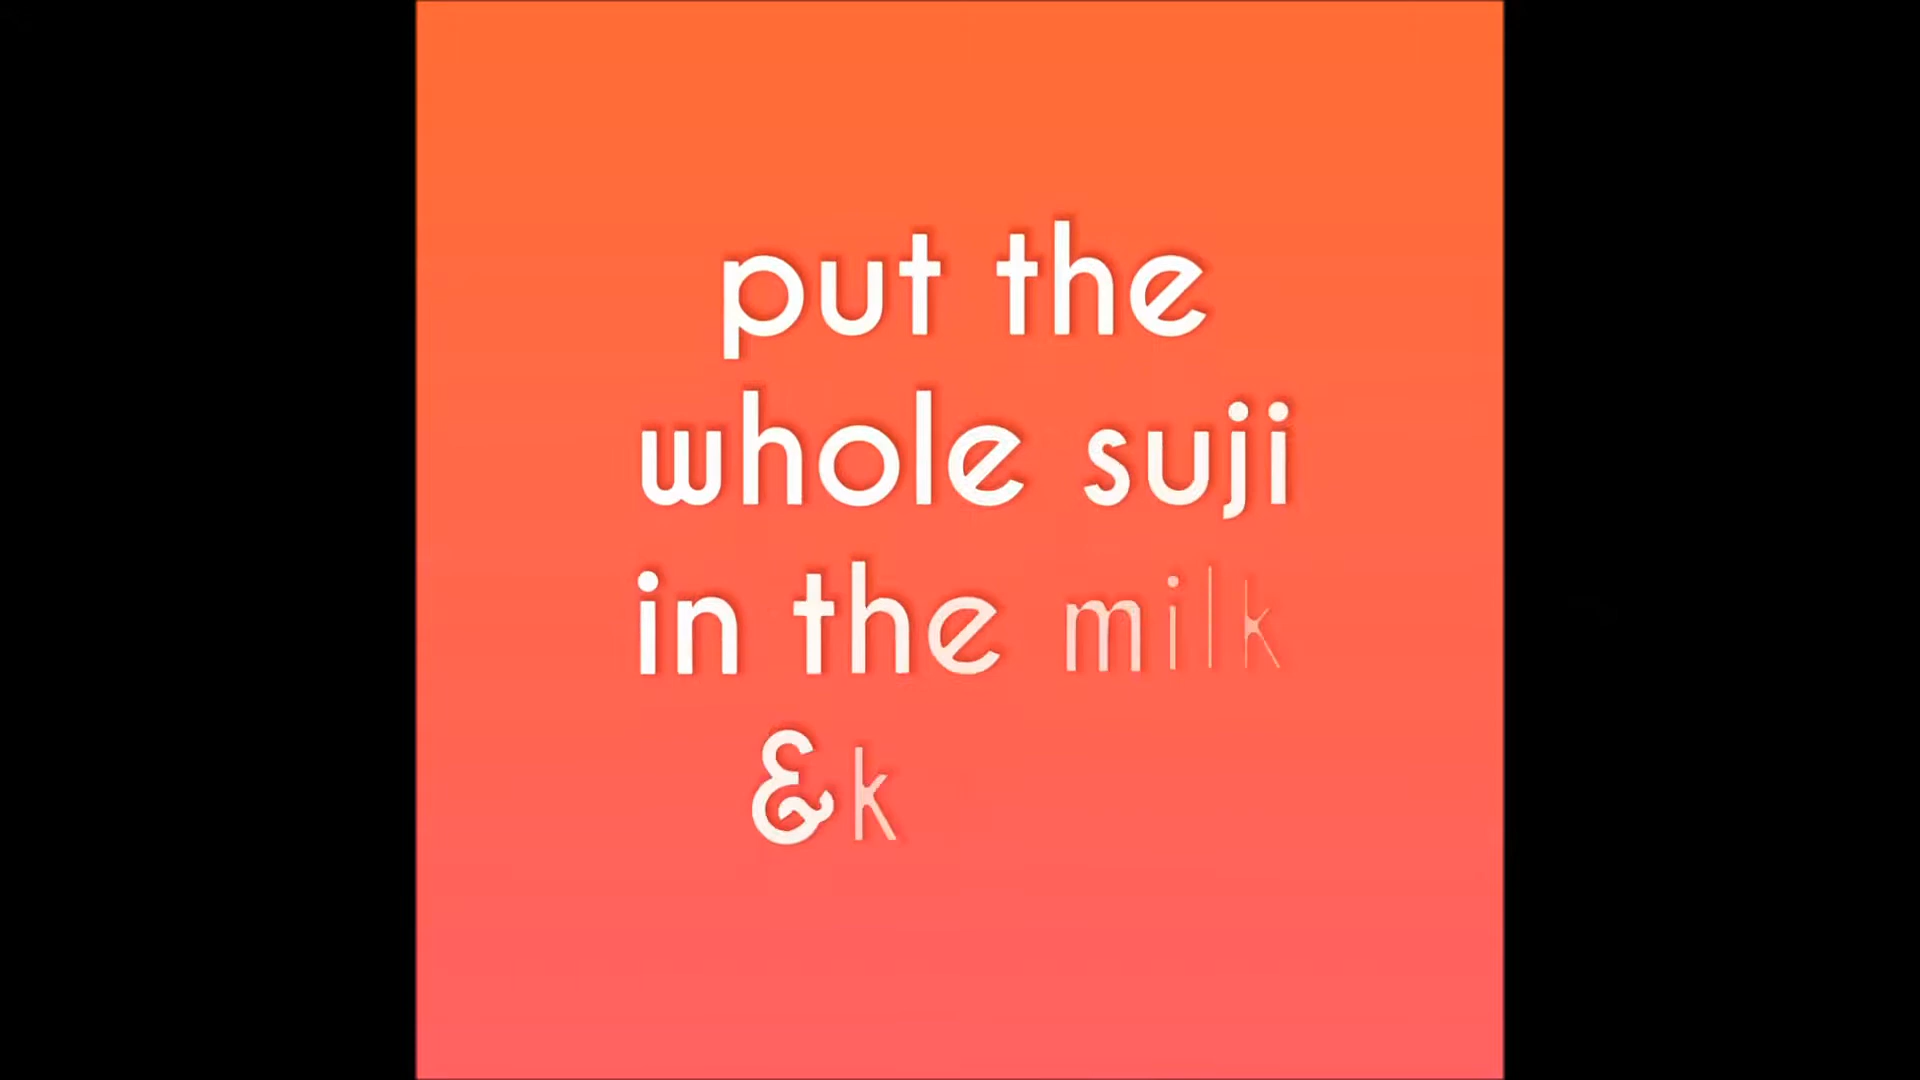 put the
whole suji
in the milk
&k